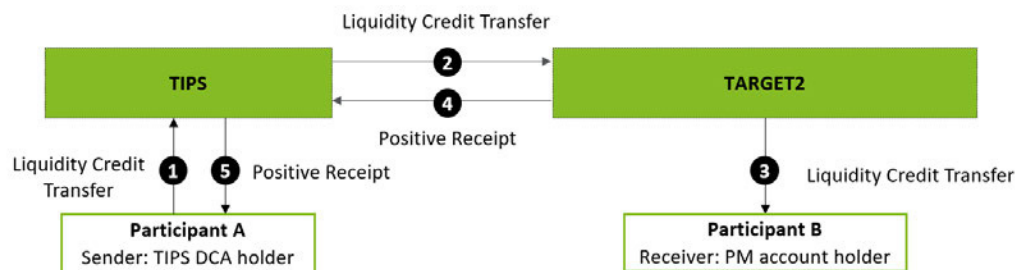 Liquidity Credit Transfer
2
TIPS
TARGET2
4
Positive Receipt
Liquidity Credit
Transfer
1
5
Positive Receipt
3
Liquidity Credit Transfer
Participant A
Sender: TIPS DCA holder
Participant B
Receiver: PM account holder